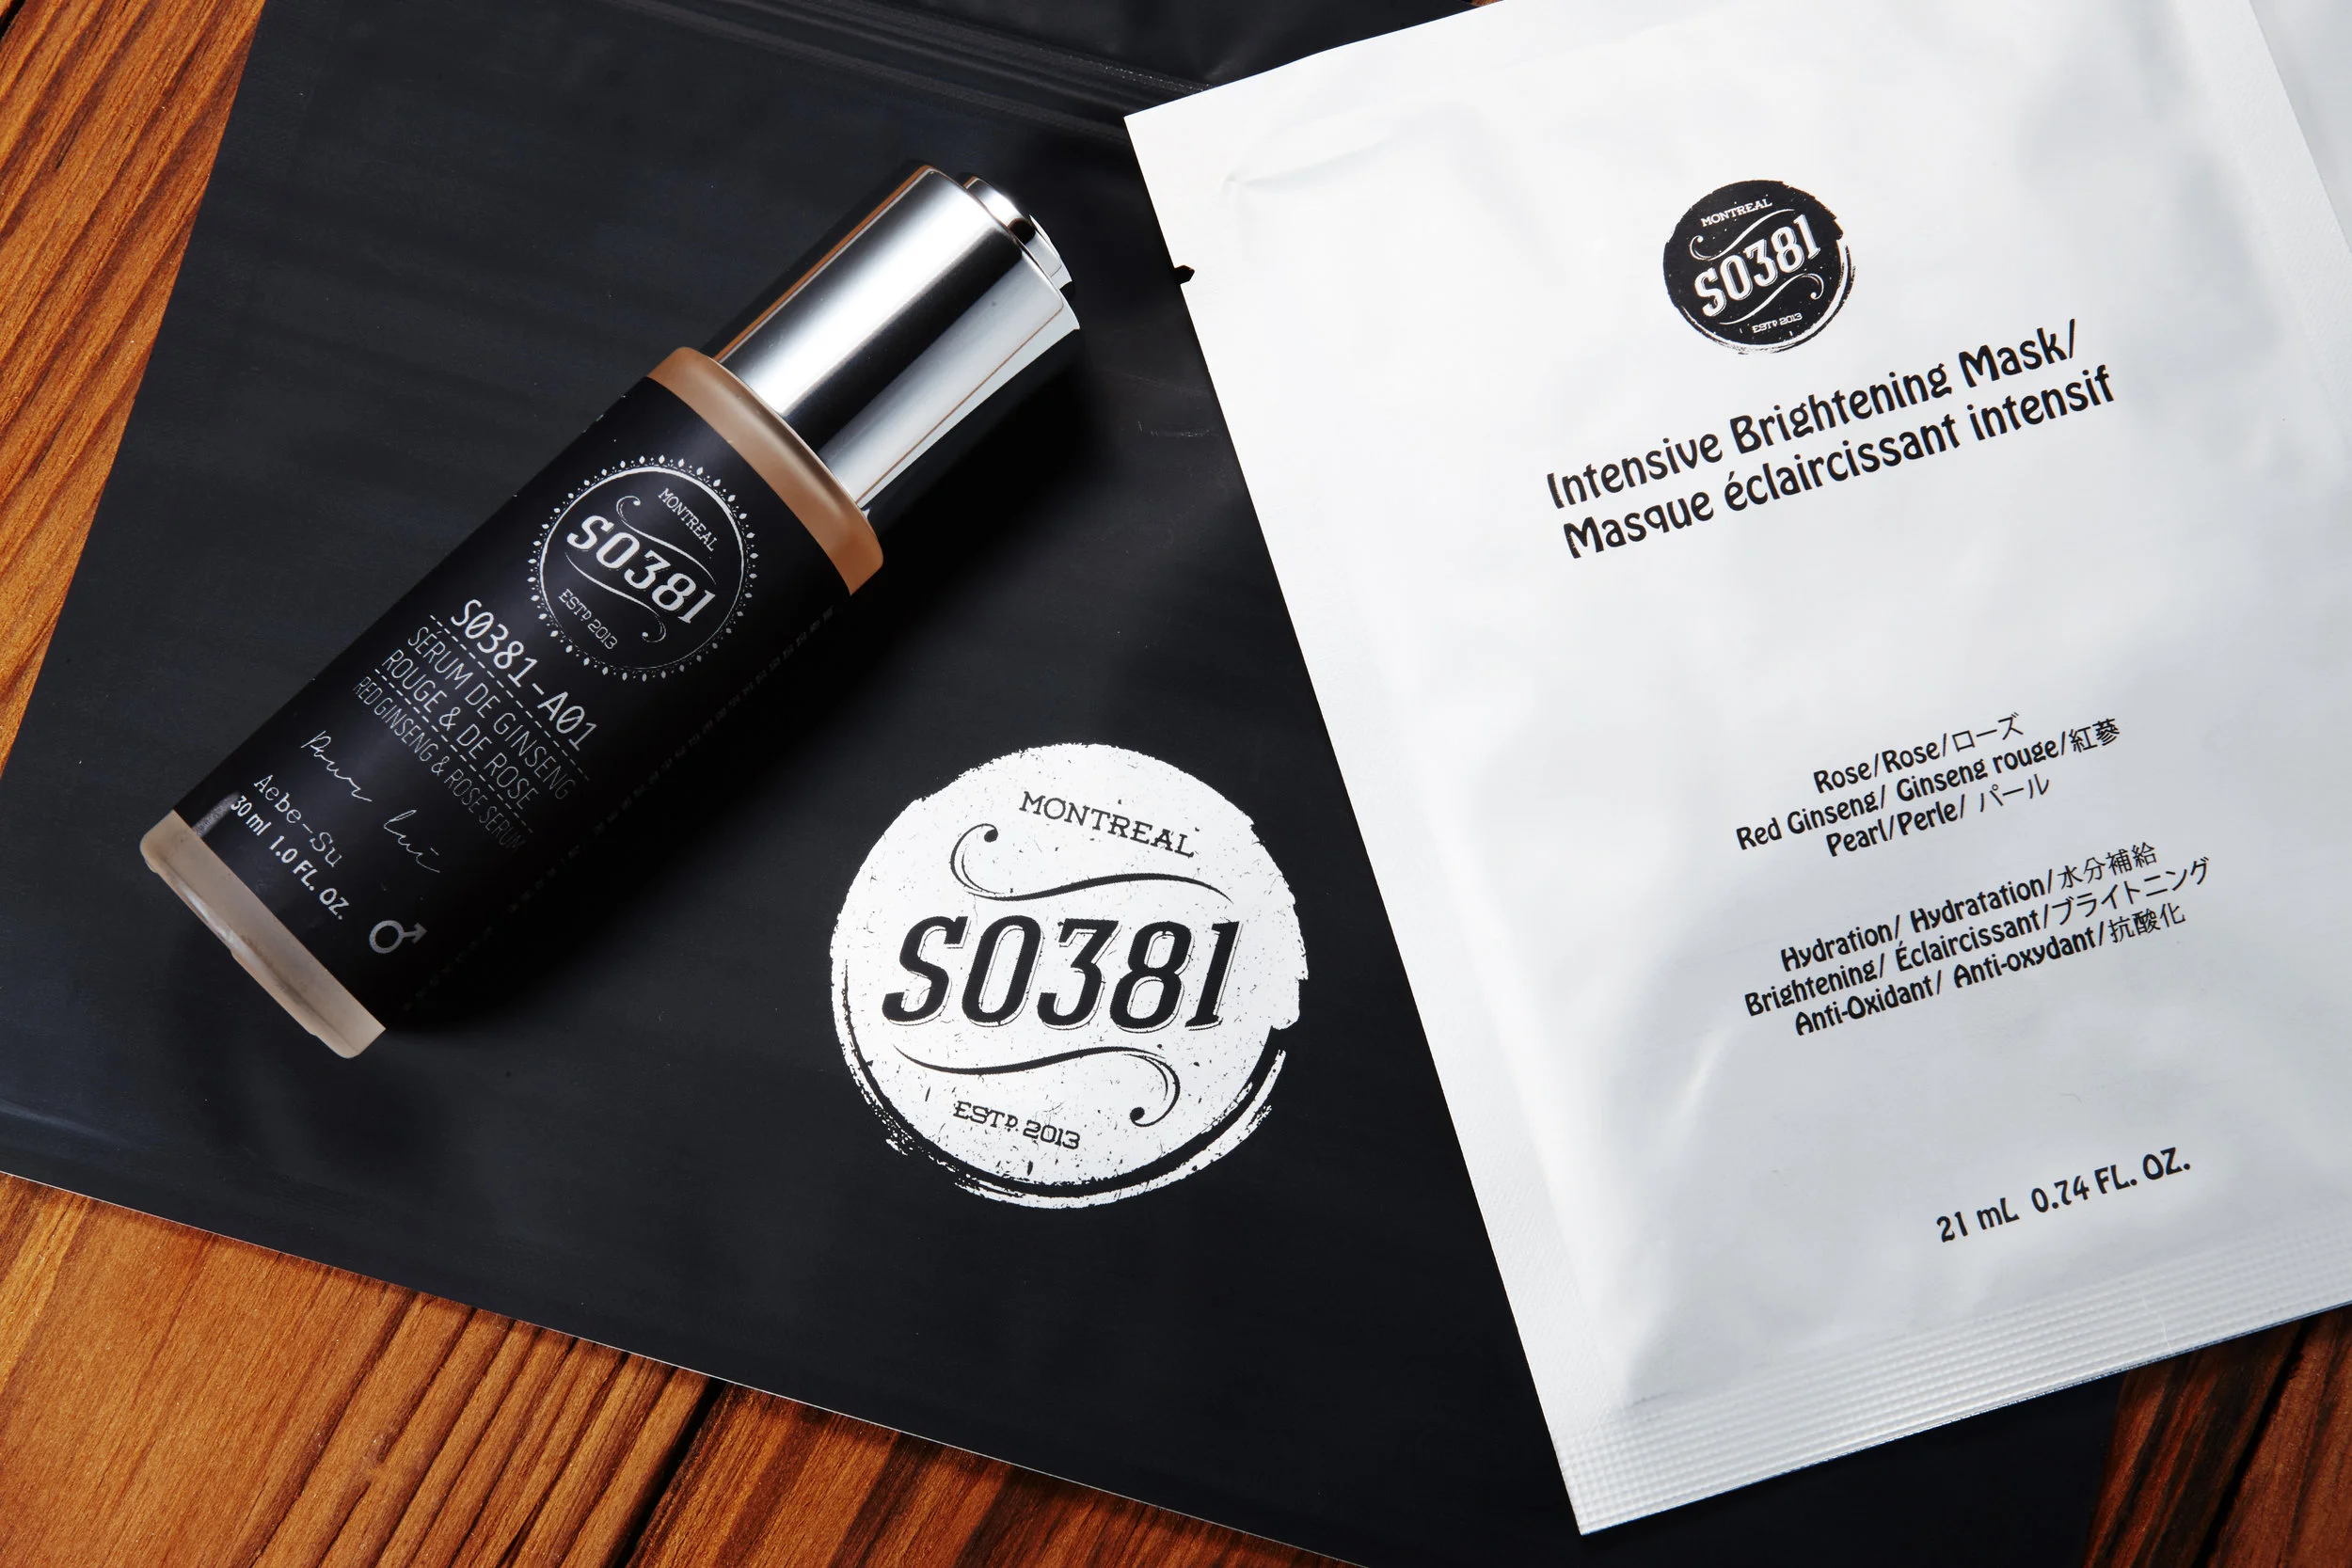 MONTREAL
S0381
ESTD 2013
S0381-A01
SÉRUM DE GINSENG
ROUGE & DE ROSE
RED GINSENG & ROSE SERUM
Pour lui
Aebe-Su
30 ml 1.0 FL. OZ.
MONTREAL
S0381
ESTD 2013
MONTREAL
S0381
ESTD 2013
Intensive Brightening Mask/
Masque éclaircissant intensif
Rose/Rose/ローズ
Red Ginseng/ Ginseng rouge/紅蔘
Pearl/Perle/ パール
Hydration/ Hydratation/水分補給
Brightening/ Éclaircissant/ブライトニング
Anti-Oxidant/ Anti-oxydant/抗酸化
21 mL 0.74 FL. OZ.